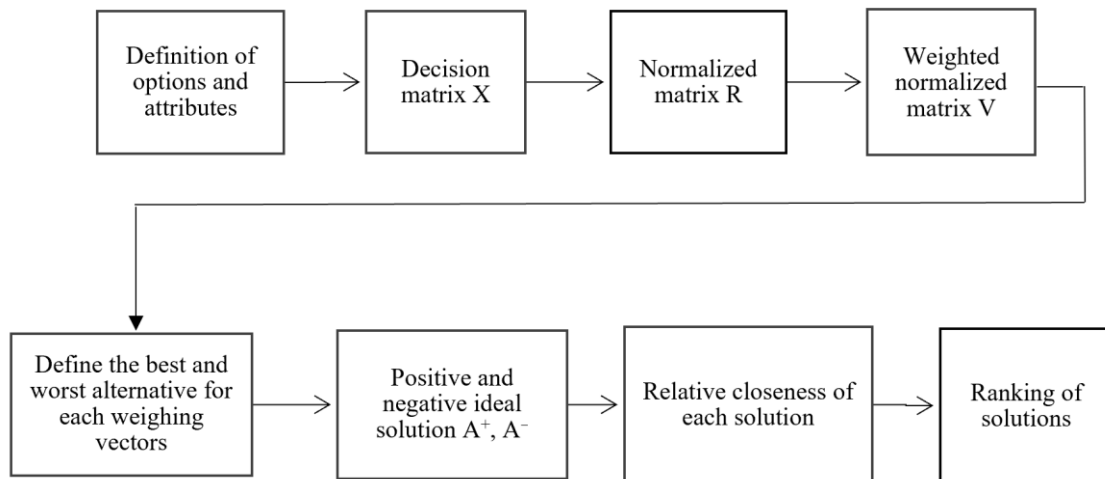 Definition of
options and
attributes
Decision
matrix X
Normalized
matrix R
Weighted
normalized
matrix V
Define the best and
worst alternative for
each weighing
vectors
Positive and
negative ideal
solution A⁺, A⁻
Relative closeness of
each solution
Ranking of
solutions